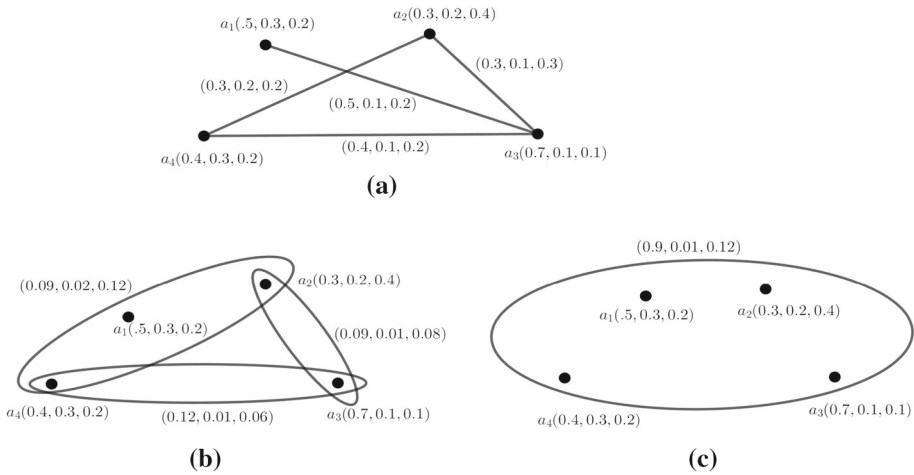 a₁(.5, 0.3, 0.2)
a₂(0.3, 0.2, 0.4)
(0.3, 0.1, 0.3)
(0.3, 0.2, 0.2)
(0.5, 0.1, 0.2)
a₄(0.4, 0.3, 0.2)
(0.4, 0.1, 0.2)
a₃(0.7, 0.1, 0.1)
(a)
(0.09, 0.02, 0.12)
a₂(0.3, 0.2, 0.4)
a₁(.5, 0.3, 0.2)
(0.09, 0.01, 0.08)
a₄(0.4, 0.3, 0.2)
(0.12, 0.01, 0.06)
a₃(0.7, 0.1, 0.1)
(b)
(0.9, 0.01, 0.12)
a₁(.5, 0.3, 0.2)
a₂(0.3, 0.2, 0.4)
a₄(0.4, 0.3, 0.2)
a₃(0.7, 0.1, 0.1)
(c)